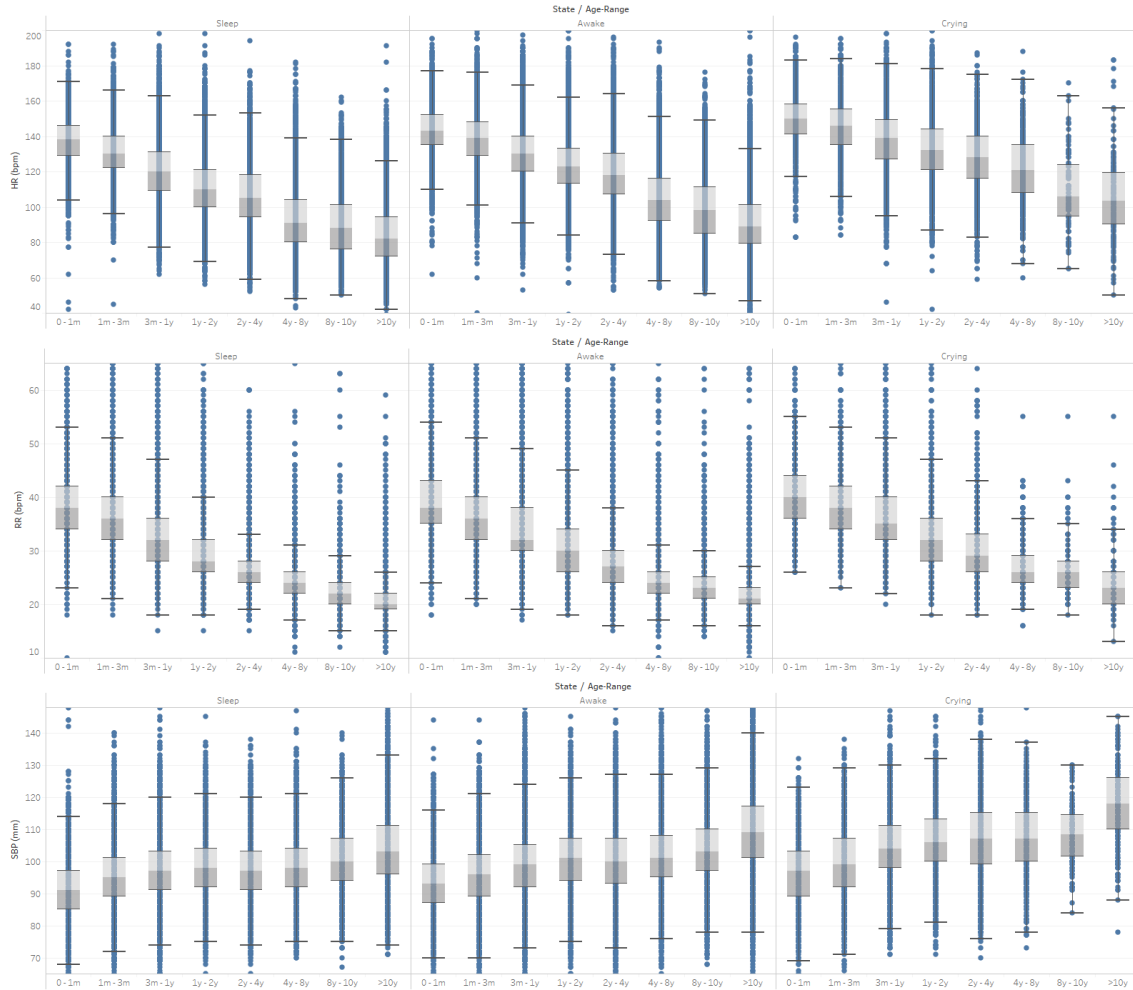 State / Age-Range
Sleep Awake Crying
HR (bpm)
200
180
160
140
120
100
80
60
40
0 - 1m 1m - 3m 3m - 1y 1y - 2y 2y - 4y 4y - 8y 8y - 10y >10y 0 - 1m 1m - 3m 3m - 1y 1y - 2y 2y - 4y 4y - 8y 8y - 10y >10y 0 - 1m 1m - 3m 3m - 1y 1y - 2y 2y - 4y 4y - 8y 8y - 10y >10y
State / Age-Range
Sleep Awake Crying
RR (bpm)
60
50
40
30
20
10
0 - 1m 1m - 3m 3m - 1y 1y - 2y 2y - 4y 4y - 8y 8y - 10y >10y 0 - 1m 1m - 3m 3m - 1y 1y - 2y 2y - 4y 4y - 8y 8y - 10y >10y 0 - 1m 1m - 3m 3m - 1y 1y - 2y 2y - 4y 4y - 8y 8y - 10y >10y
State / Age-Range
Sleep Awake Crying
SBP (mm)
140
130
120
110
100
90
80
70
0 - 1m 1m - 3m 3m - 1y 1y - 2y 2y - 4y 4y - 8y 8y - 10y >10y 0 - 1m 1m - 3m 3m - 1y 1y - 2y 2y - 4y 4y - 8y 8y - 10y >10y 0 - 1m 1m - 3m 3m - 1y 1y - 2y 2y - 4y 4y - 8y 8y - 10y >10y